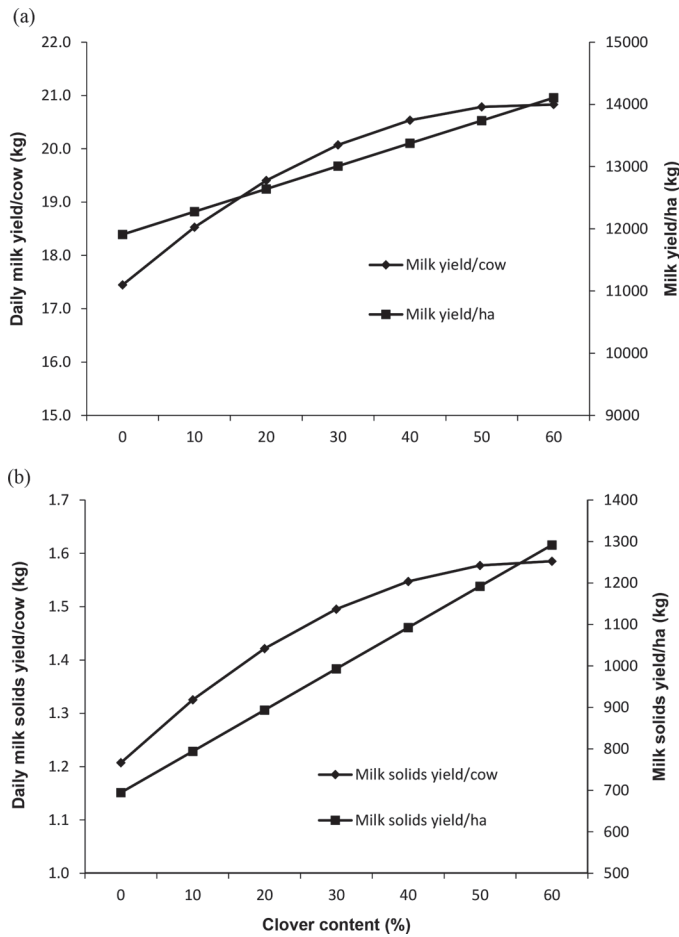 (a)
22.0
21.0
20.0
19.0
18.0
17.0
16.0
15.0
Daily milk yield/cow (kg)
15000
14000
13000
12000
11000
10000
9000
Milk yield/ha (kg)
Milk yield/cow
Milk yield/ha
0 10 20 30 40 50 60
(b)
1.7
1.6
1.5
1.4
1.3
1.2
1.1
1.0
Daily milk solids yield/cow (kg)
1400
1300
1200
1100
1000
900
800
700
600
500
Milk solids yield/ha (kg)
Milk solids yield/cow
Milk solids yield/ha
0 10 20 30 40 50 60
Clover content (%)